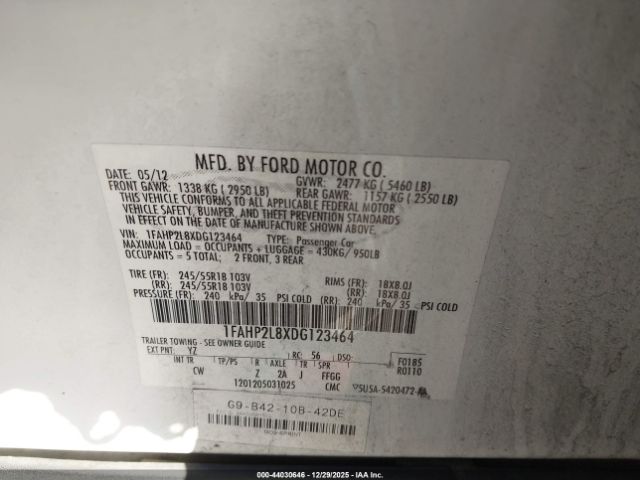 MFD. BY FORD MOTOR CO.
DATE: 05/12 GVWR: 2477 KG ( 5460 LB)
FRONT GAWR: 1338 KG ( 2950 LB) REAR GAWR: 1157 KG ( 2550 LB)
THIS VEHICLE CONFORMS TO ALL APPLICABLE FEDERAL MOTOR
VEHICLE SAFETY, BUMPER, AND THEFT PREVENTION STANDARDS
IN EFFECT ON THE DATE OF MANUFACTURE SHOWN ABOVE.
VIN: 1FAHP2L8XDG123464 TYPE: Passenger Car
MAXIMUM LOAD = OCCUPANTS + LUGGAGE = 430KG/ 950LB
OCCUPANTS = 5 TOTAL; 2 FRONT, 3 REAR
TIRE (FR): 245/55R18 103V RIMS (FR): 18X8.0J
(RR): 245/55R18 103V (RR): 18X8.0J
PRESSURE (FR): 240 kPa/ 35 PSI COLD (RR): 240 kPa/ 35 PSI COLD
1FAHP2L8XDG123464
TRAILER TOWING - SEE OWNER GUIDE
EXT PNT: YZ RC: 56 DSO: F0185
INT TR TP/PS R AXLE TR SPR R0110
CW Z 2A J FFGG
1201205031025 CMC
G9-B42-10B-42DE
000-44030646 - 12/29/2025 - IAA Inc.